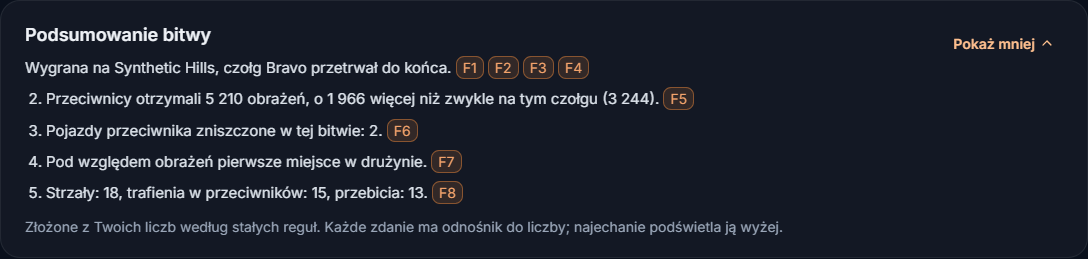 Podsumowanie bitwy
Pokaż mniej
Wygrana na Synthetic Hills, czołg Bravo przetrwał do końca. F1 F2 F3 F4
2. Przeciwnicy otrzymali 5 210 obrażeń, o 1 966 więcej niż zwykle na tym czołgu (3 244). F5
3. Pojazdy przeciwnika zniszczone w tej bitwie: 2. F6
4. Pod względem obrażeń pierwsze miejsce w drużynie. F7
5. Strzały: 18, trafienia w przeciwników: 15, przebicia: 13. F8
Złożone z Twoich liczb według stałych reguł. Każde zdanie ma odnośnik do liczby; najechanie podświetla ją wyżej.